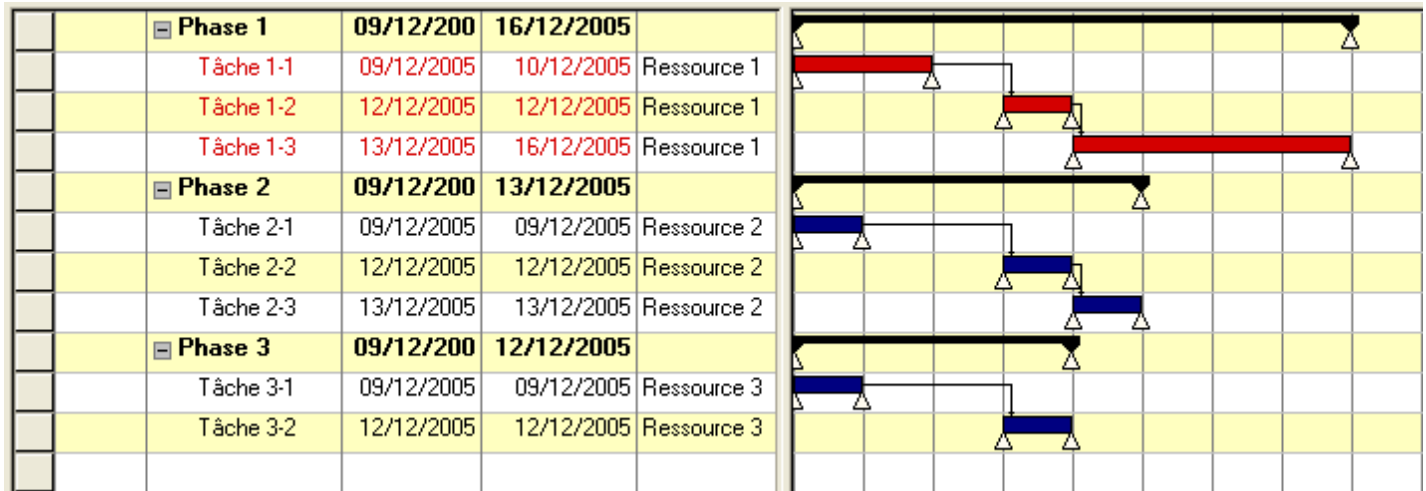 Phase 1 09/12/200 16/12/2005
Tâche 1-1 09/12/2005 10/12/2005 Ressource 1
Tâche 1-2 12/12/2005 12/12/2005 Ressource 1
Tâche 1-3 13/12/2005 16/12/2005 Ressource 1
Phase 2 09/12/200 13/12/2005
Tâche 2-1 09/12/2005 09/12/2005 Ressource 2
Tâche 2-2 12/12/2005 12/12/2005 Ressource 2
Tâche 2-3 13/12/2005 13/12/2005 Ressource 2
Phase 3 09/12/200 12/12/2005
Tâche 3-1 09/12/2005 09/12/2005 Ressource 3
Tâche 3-2 12/12/2005 12/12/2005 Ressource 3